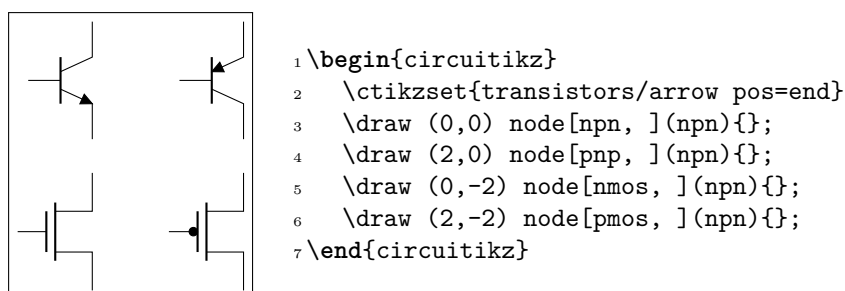 1 \begin{circuitikz}
2 \ctikzset{transistors/arrow pos=end}
3 \draw (0,0) node[npn, ](npn){};
4 \draw (2,0) node[pnp, ](npn){};
5 \draw (0,-2) node[nmos, ](npn){};
6 \draw (2,-2) node[pmos, ](npn){};
7 \end{circuitikz}